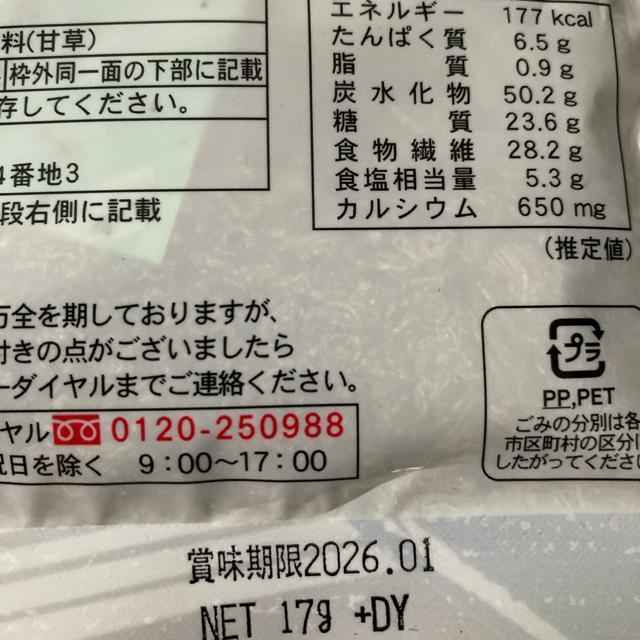 エネルギー 177 kcal
たんぱく質 6.5 g
脂質 0.9 g
炭水化物 50.2 g
糖質 23.6 g
食物繊維 28.2 g
食塩相当量 5.3 g
カルシウム 650 mg
(推定値)
料(甘草)
枠外同一面の下部に記載
存してください。
4番地3
段右側に記載
万全を期しておりますが、
付きの点がございましたら
ーダイヤルまでご連絡ください。
ヤル 0120-250988
祝日を除く 9:00〜17:00
プラ
PP,PET
ごみの分別は各
市区町村の区分に
したがってください
賞味期限2026.01
NET 17g +DY